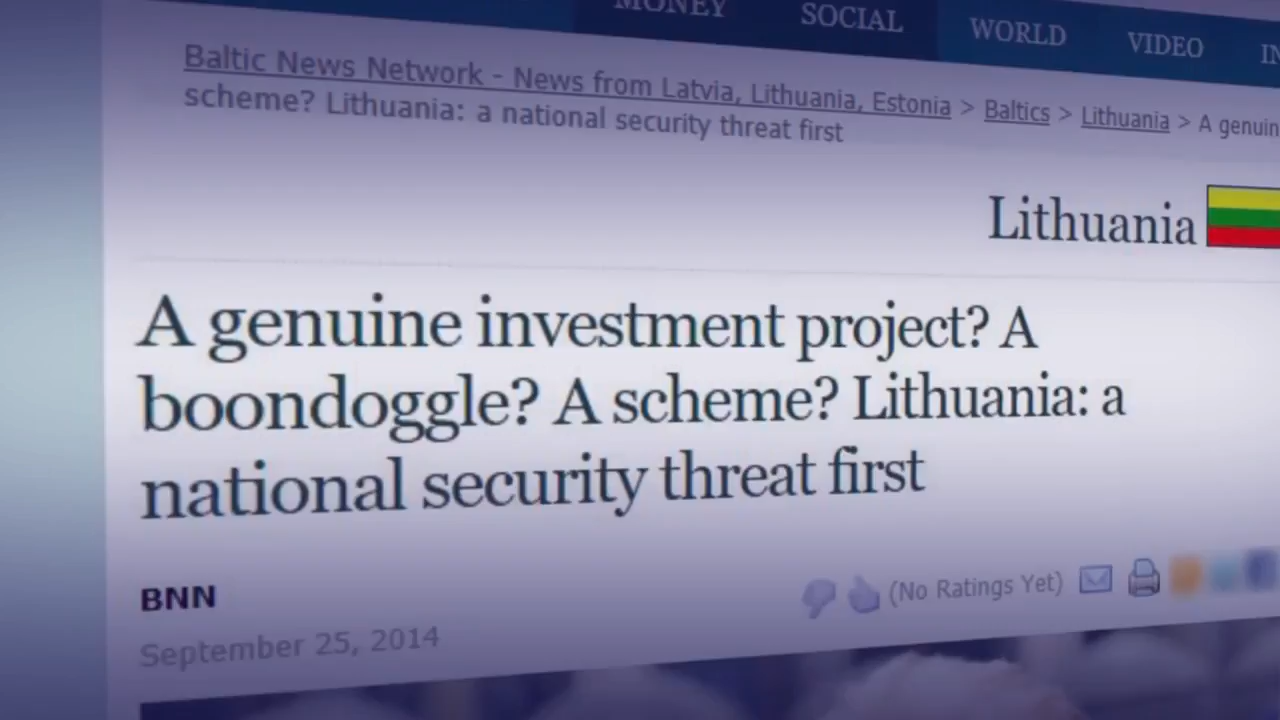 MONEY SOCIAL WORLD VIDEO
Baltic News Network - News from Latvia, Lithuania, Estonia > Baltics > Lithuania > A
scheme? Lithuania: a national security threat first
Lithuania
A genuine investment project? A
boondoggle? A scheme? Lithuania: a
national security threat first
BNN
(No Ratings Yet)
September 25, 2014